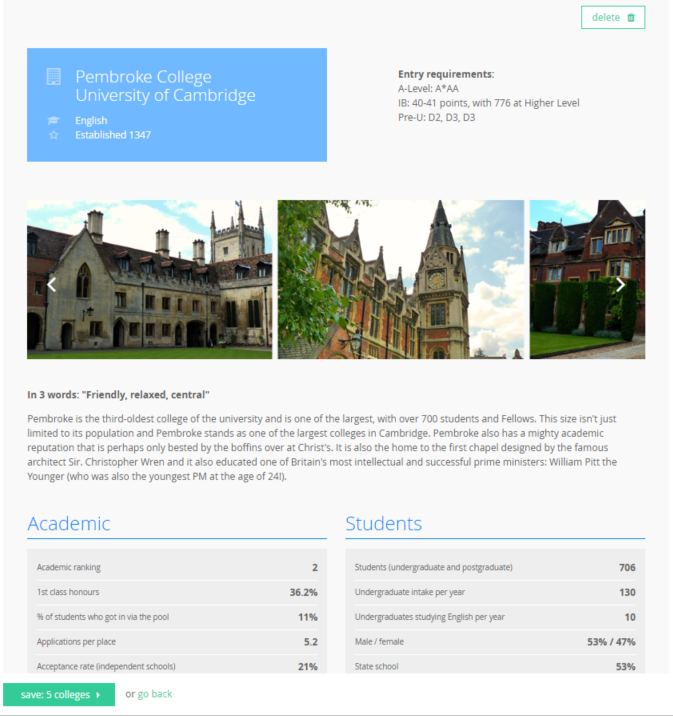 delete
Pembroke College
University of Cambridge
English
Established 1347
Entry requirements:
A-Level: A*AA
IB: 40-41 points, with 776 at Higher Level
Pre-U: D2, D3, D3
In 3 words: "Friendly, relaxed, central"
Pembroke is the third-oldest college of the university and is one of the largest, with over 700 students and Fellows. This size isn't just
limited to its population and Pembroke stands as one of the largest colleges in Cambridge. Pembroke also has a mighty academic
reputation that is perhaps only bested by the boffins over at Christ's. It is also the home to the first chapel designed by the famous
architect Sir. Christopher Wren and it also educated one of Britain's most intellectual and successful prime ministers: William Pitt the
Younger (who was also the youngest PM at the age of 24!).
Academic
Academic ranking 2
1st class honours 36.2%
% of students who got in via the pool 11%
Applications per place 5.2
Acceptance rate (independent schools) 21%
Students
Students (undergraduate and postgraduate) 706
Undergraduate intake per year 130
Undergraduates studying English per year 10
Male / female 53% / 47%
State school 53%
save: 5 colleges
or go back